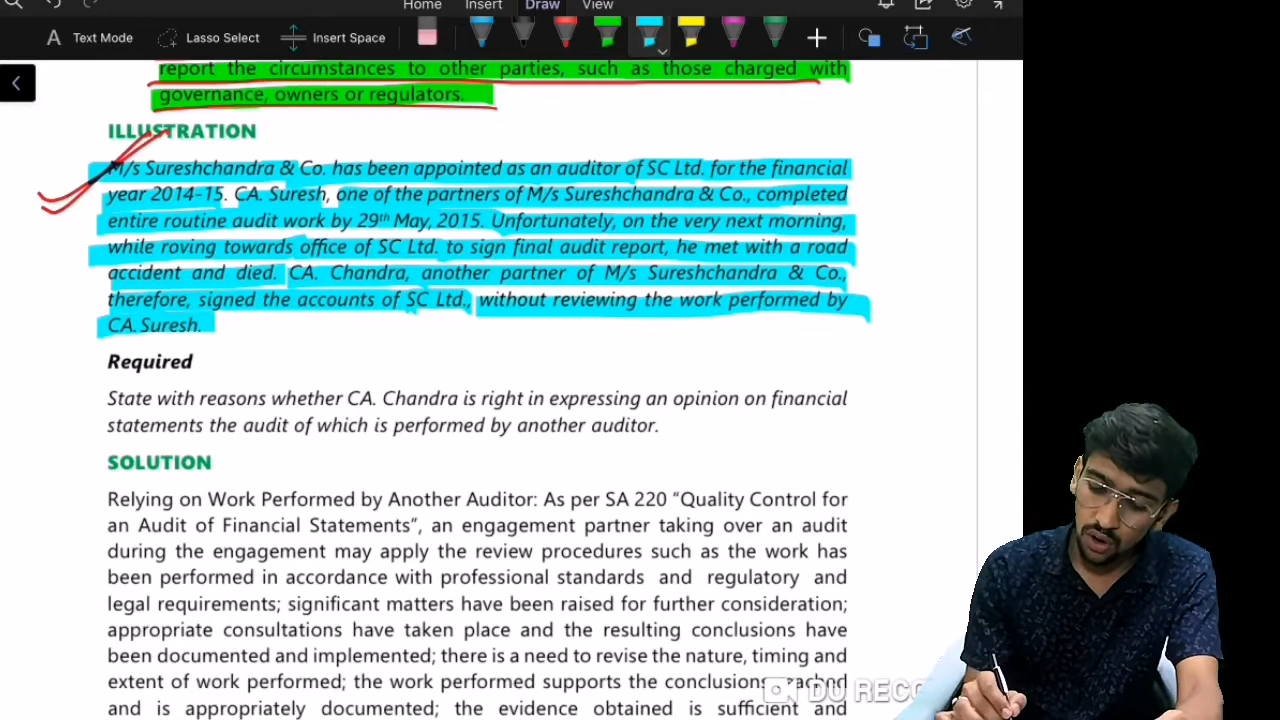 Home Insert Draw View
Text Mode Lasso Select Insert Space
report the circumstances to other parties, such as those charged with
governance, owners or regulators.
ILLUSTRATION
M/s Sureshchandra & Co. has been appointed as an auditor of SC Ltd. for the financial
year 2014-15. CA. Suresh, one of the partners of M/s Sureshchandra & Co., completed
entire routine audit work by 29th May, 2015. Unfortunately, on the very next morning,
while roving towards office of SC Ltd. to sign final audit report, he met with a road
accident and died. CA. Chandra, another partner of M/s Sureshchandra & Co.,
therefore, signed the accounts of SC Ltd., without reviewing the work performed by
CA. Suresh.
Required
State with reasons whether CA. Chandra is right in expressing an opinion on financial
statements the audit of which is performed by another auditor.
SOLUTION
Relying on Work Performed by Another Auditor: As per SA 220 “Quality Control for
an Audit of Financial Statements”, an engagement partner taking over an audit
during the engagement may apply the review procedures such as the work has
been performed in accordance with professional standards and regulatory and
legal requirements; significant matters have been raised for further consideration;
appropriate consultations have taken place and the resulting conclusions have
been documented and implemented; there is a need to revise the nature, timing and
extent of work performed; the work performed supports the conclusions
and is appropriately documented; the evidence obtained is sufficient and
DU